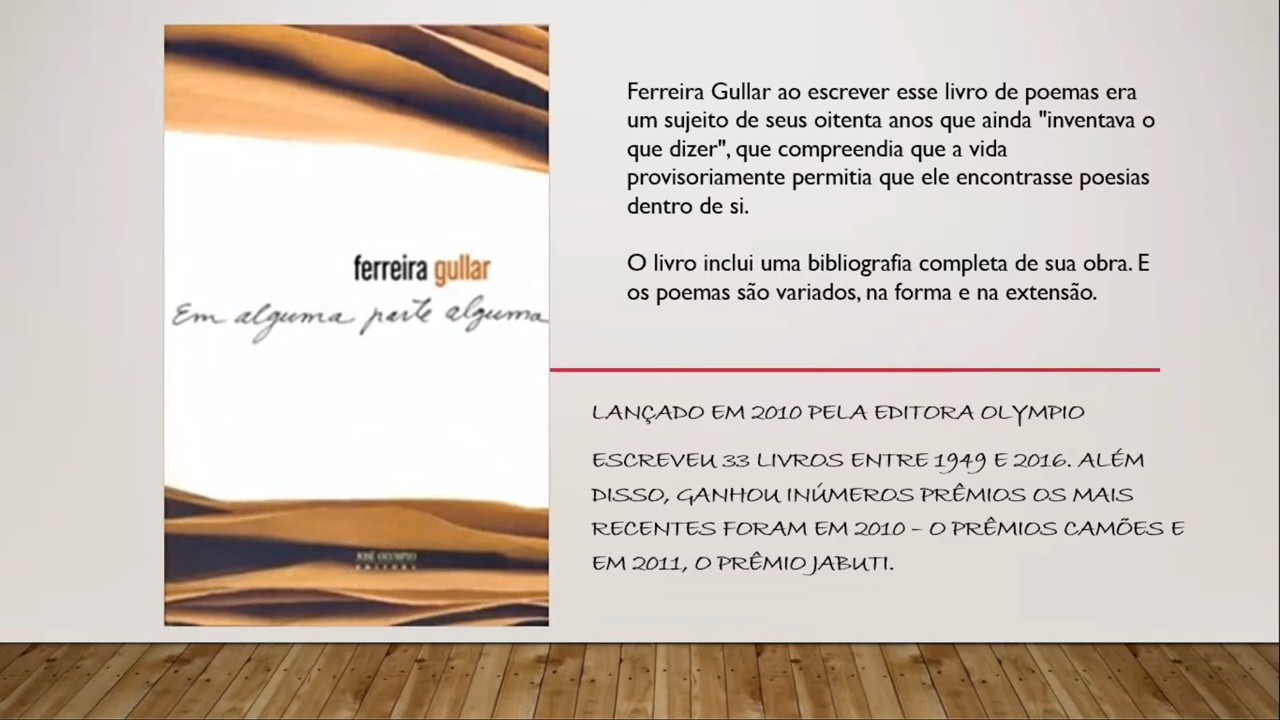 ferreira gullar
Em alguma parte alguma
JOSÉ OLYMPIO
EDITORA
Ferreira Gullar ao escrever esse livro de poemas era
um sujeito de seus oitenta anos que ainda "inventava o
que dizer", que compreendia que a vida
provisoriamente permitia que ele encontrasse poesias
dentro de si.
O livro inclui uma bibliografia completa de sua obra. E
os poemas são variados, na forma e na extensão.
LANÇADO EM 2010 PELA EDITORA OLYMPIO
ESCREVEU 33 LIVROS ENTRE 1949 E 2016. ALÉM
DISSO, GANHOU INÚMEROS PRÊMIOS OS MAIS
RECENTES FORAM EM 2010 – O PRÊMIOS CAMÕES E
EM 2011, O PRÊMIO JABUTI.